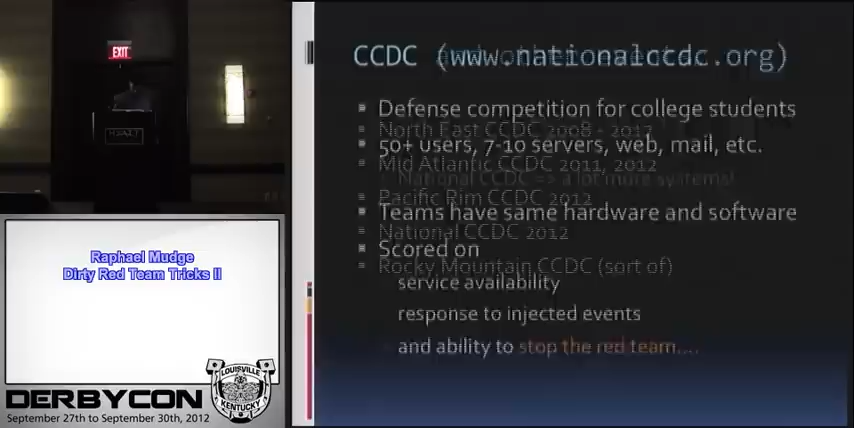 EXIT
HYATT
Raphael Mudge
Dirty Red Team Tricks II
LOUISVILLE
KENTUCKY
DERBYCON
September 27th to September 30th, 2012
CCDC (www.nationalccdc.org)
Defense competition for college students
North East CCDC 2008 - 2012
50+ users, 7-10 servers, web, mail, etc.
Mid Atlantic CCDC 2011, 2012
National CCDC => a lot more systems!
Pacific Rim CCDC 2012
Teams have same hardware and software
National CCDC 2012
Scored on
Rocky Mountain CCDC (sort of)
service availability
response to injected events
and ability to stop the red team....